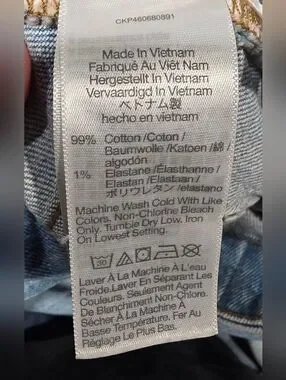 CKP460680891
Made In Vietnam
Fabriqué Au Viêt Nam
Hergestellt In Vietnam
Vervaardigd In Vietnam
ベトナム製
hecho en vietnam
99% Cotton /Coton /
Baumwolle /Katoen /綿 /
algodón
1% Elastane /Élasthanne /
Elastan /Elastaan /
ポリウレタン /elastano
Machine Wash Cold With Like
Colors. Non-Chlorine Bleach
Only. Tumble Dry Low. Iron
On Lowest Setting.
30
Laver À La Machine À L'eau
Froide.Laver En Séparant Les
Couleurs. Seulement Agent
De Blanchiment Non-Chlore.
Sécher À La Machine À
Basse Température. Fer Au
Réglage Le Plus Bas.